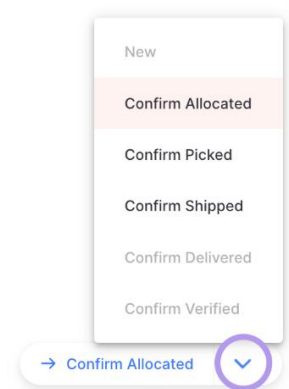 New
Confirm Allocated
Confirm Picked
Confirm Shipped
Confirm Delivered
Confirm Verified
→ Confirm Allocated